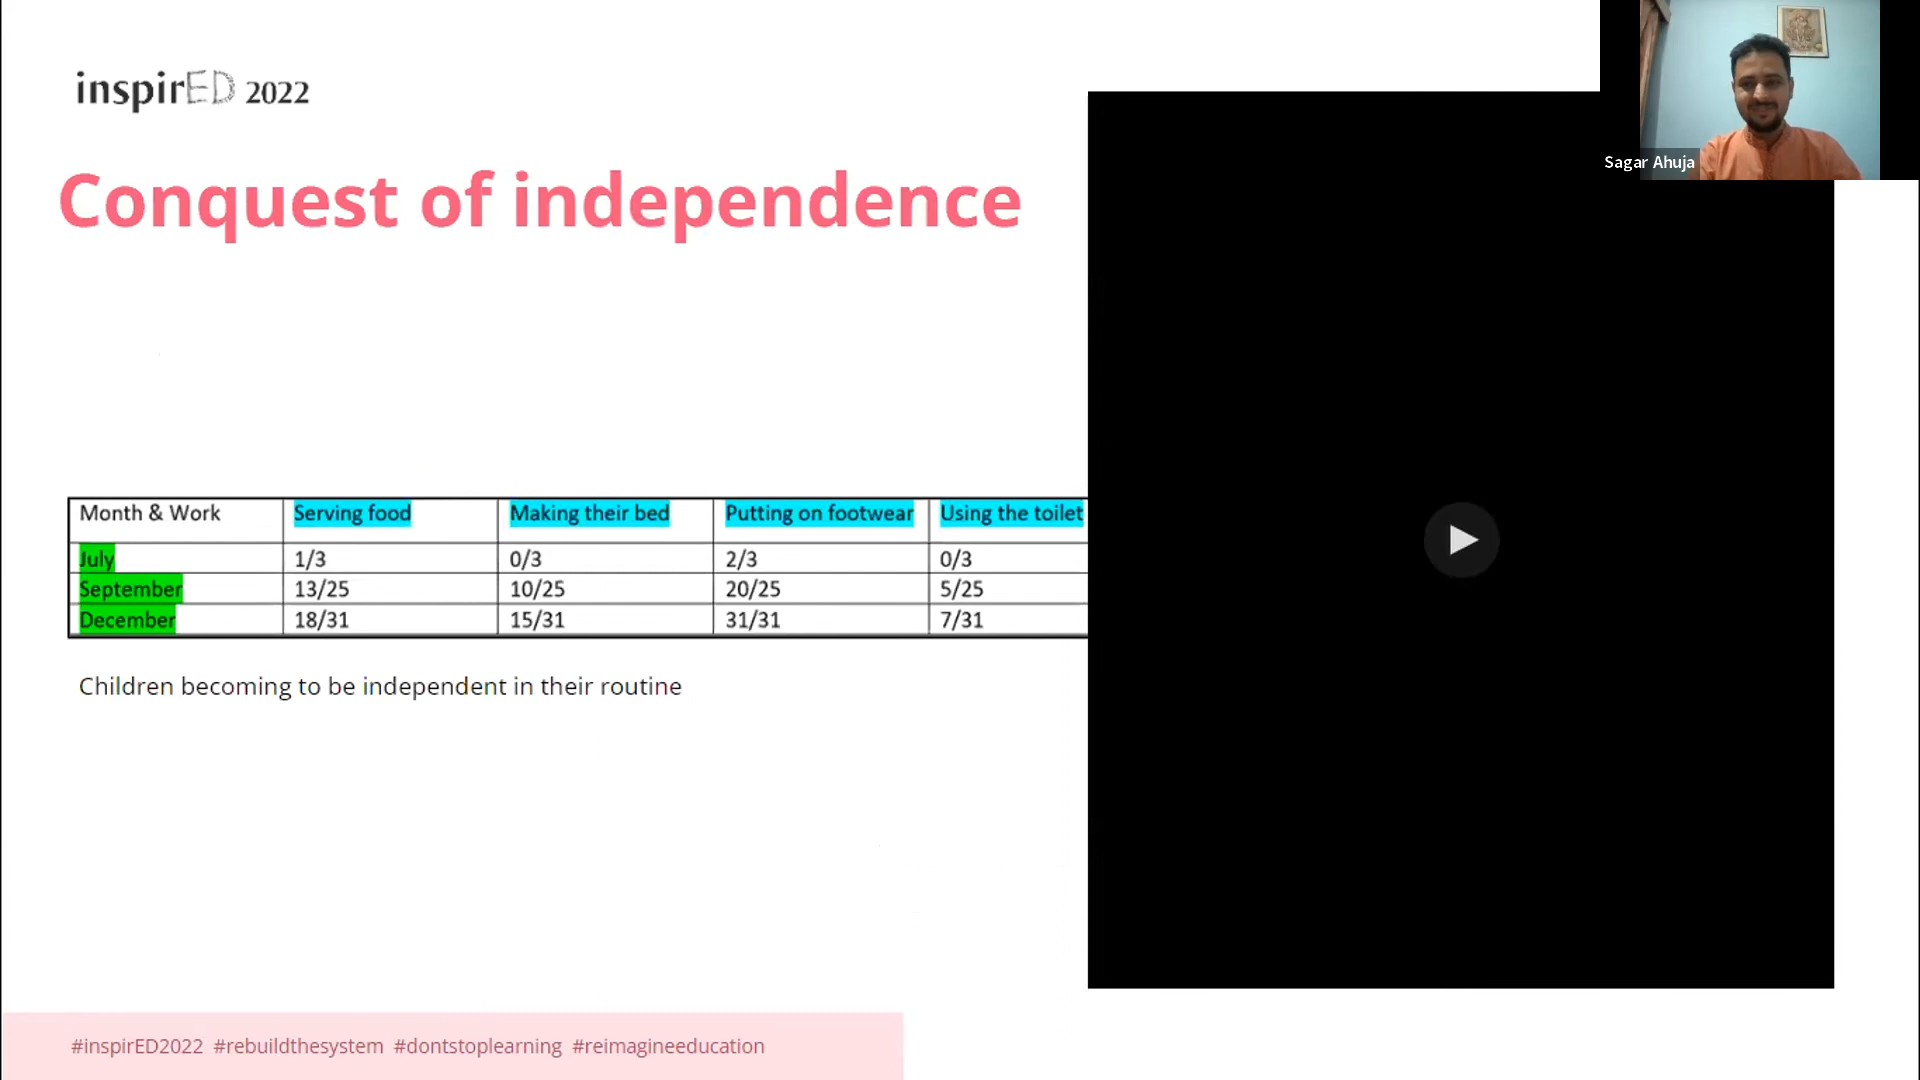 inspirED 2022
Sagar Ahuja
Conquest of independence
Month & Work Serving food Making their bed Putting on footwear Using the toilet
July 1/3 0/3 2/3 0/3
September 13/25 10/25 20/25 5/25
December 18/31 15/31 31/31 7/31
Children becoming to be independent in their routine
#inspirED2022 #rebuildthesystem #dontstoplearning #reimagineeducation